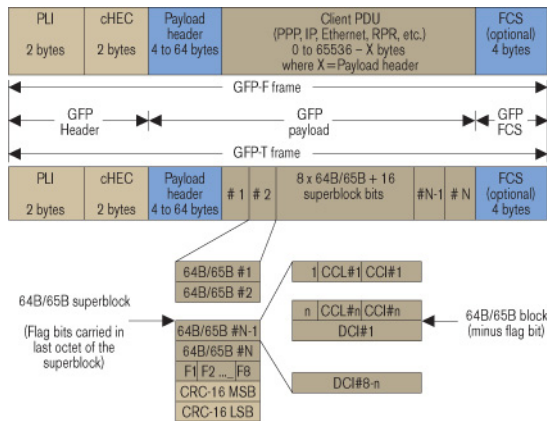 PLI
2 bytes
cHEC
2 bytes
Payload
header
4 to 64 bytes
Client PDU
(PPP, IP, Ethernet, RPR, etc.)
0 to 65536 – X bytes
where X = Payload header
FCS
(optional)
4 bytes
GFP-F frame
GFP
Header
GFP
payload
GFP
FCS
GFP-T frame
PLI
2 bytes
cHEC
2 bytes
Payload
header
4 to 64 bytes
# 1
# 2
8 x 64B/65B + 16
superblock bits
#N-1
# N
FCS
(optional)
4 bytes
64B/65B superblock
(Flag bits carried in
last octet of the
superblock)
64B/65B #1
64B/65B #2
64B/65B #N-1
64B/65B #N
F1 F2 ... F8
CRC-16 MSB
CRC-16 LSB
1 CCL#1 CCI#1
n CCL#n CCI#n
DCI#1
DCI#8-n
64B/65B block
(minus flag bit)